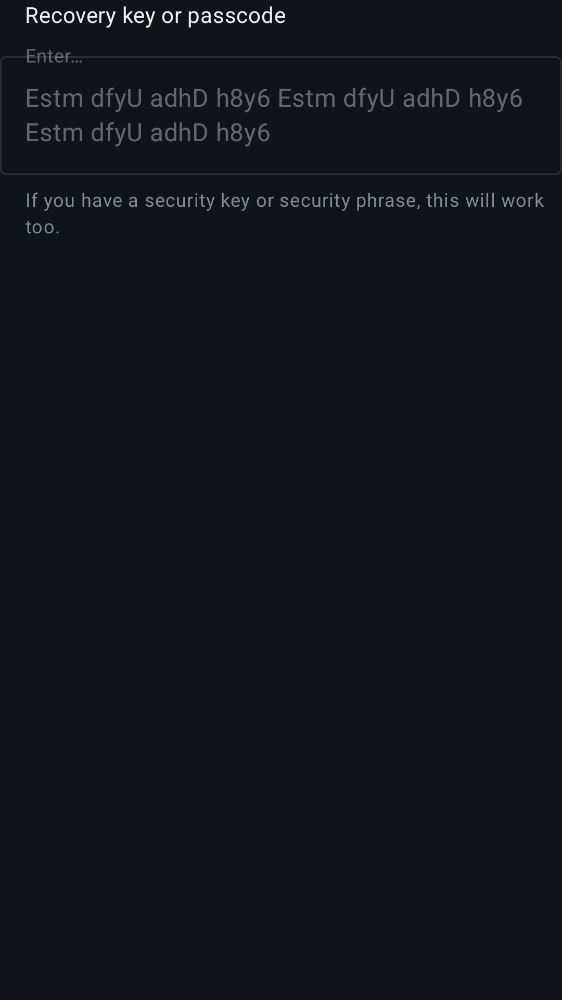 Recovery key or passcode
Enter…
Estm dfyU adhD h8y6 Estm dfyU adhD h8y6
Estm dfyU adhD h8y6
If you have a security key or security phrase, this will work
too.